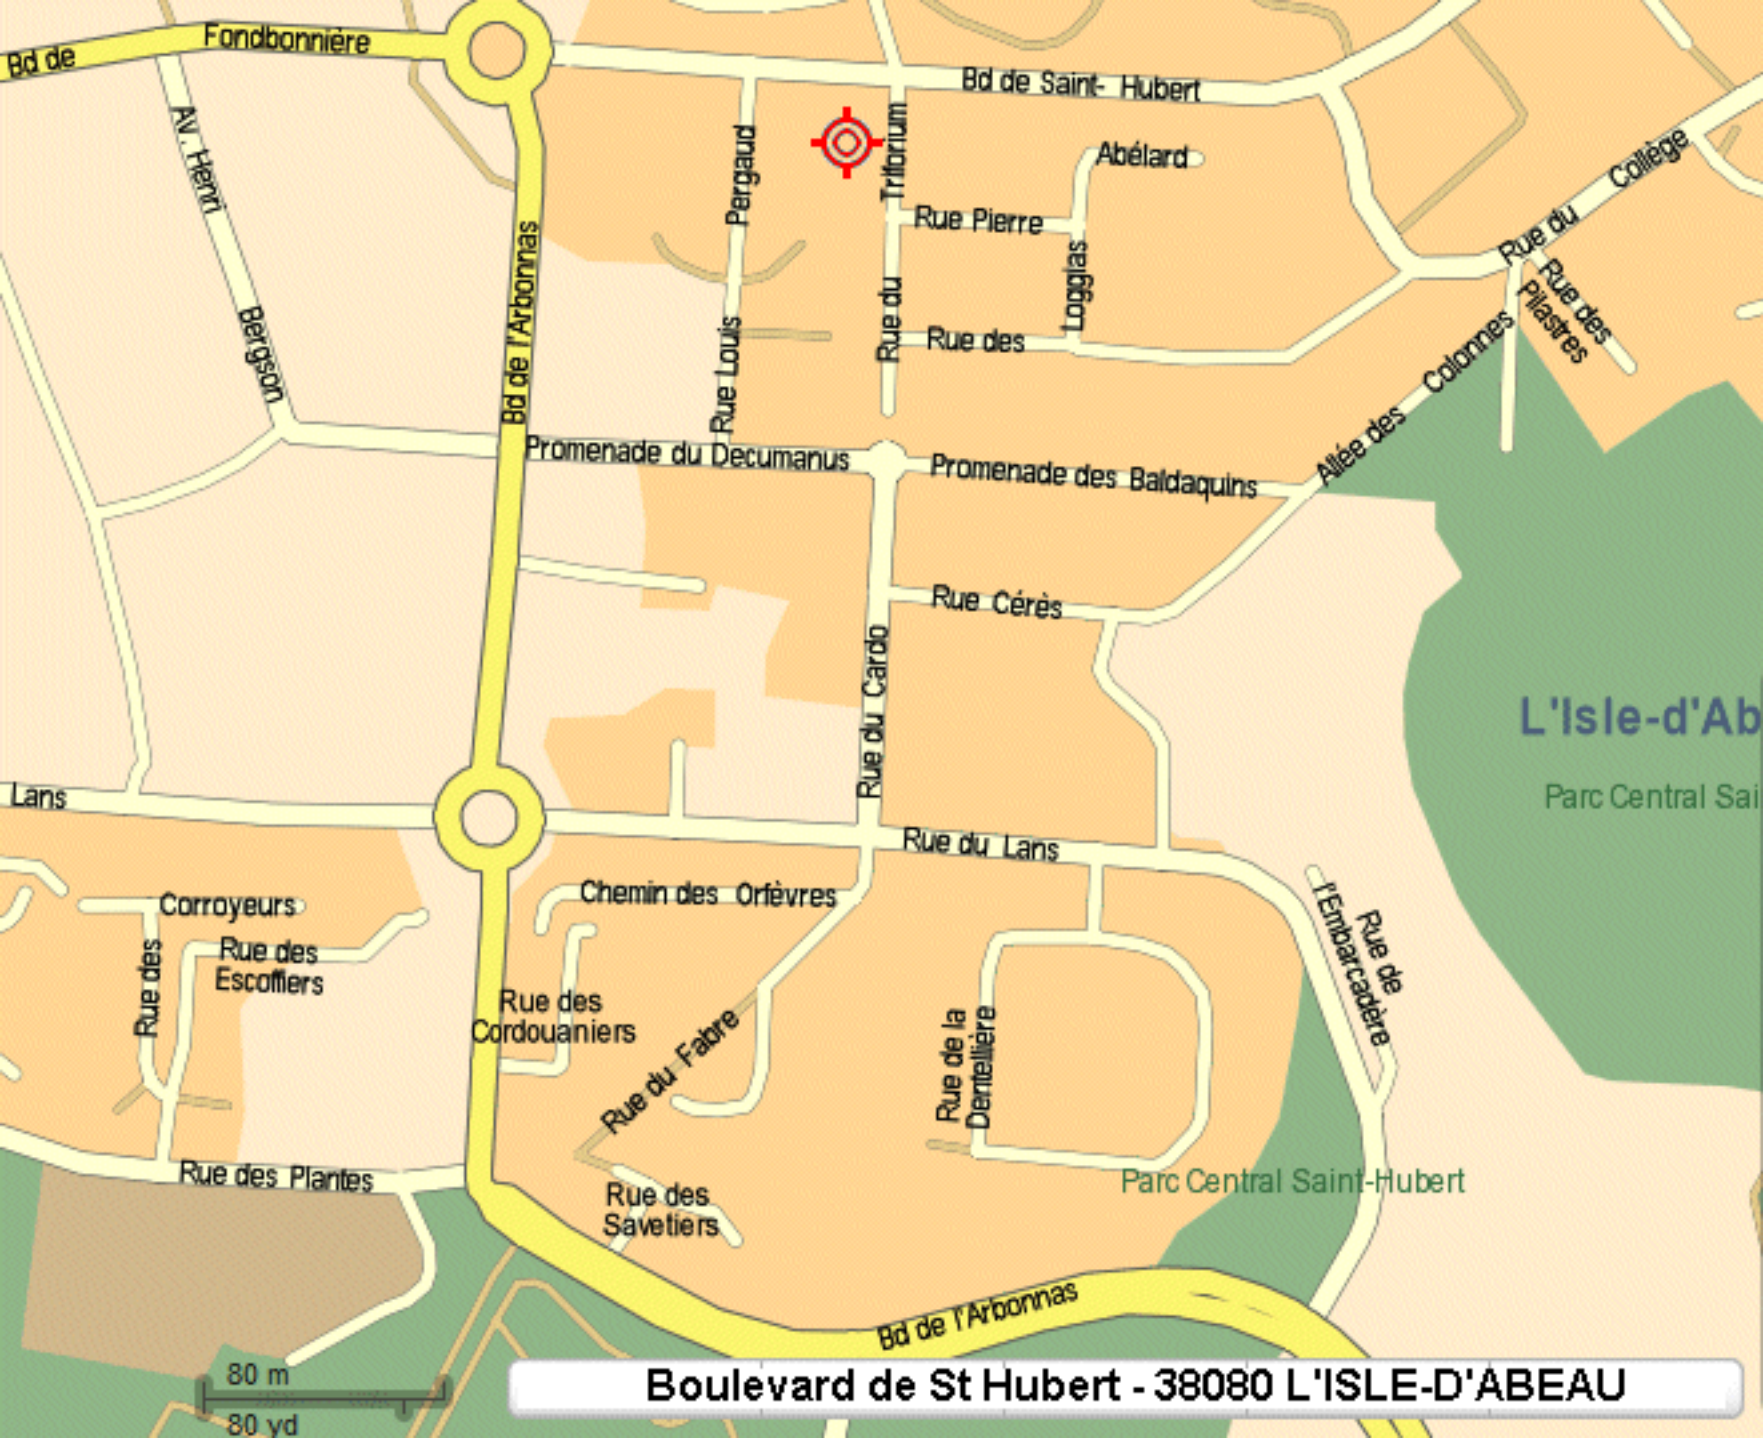 Bd de
Fondbonnière
Bd de Saint- Hubert
Av. Henri
Bergson
Bd de l'Arbonnas
Pergaud
Rue Louis
Triforium
Rue du
Abélard
Rue Pierre
Loggias
Rue des
Collège
Rue du
Rue des
Pilastres
Colonnes
Allée des
Promenade du Decumanus
Promenade des Baldaquins
Rue Cérès
Rue du Cardo
L'Isle-d'Ab
Parc Central Sai
Lans
Rue du Lans
Chemin des Orfèvres
Corroyeurs
Rue des
Rue des
Escoffiers
Rue des
Cordouaniers
Rue du Fabre
Rue de la
Dentellière
Rue de
l'Embarcadère
Rue des Plantes
Rue des
Savetiers
Parc Central Saint-Hubert
Bd de l'Arbonnas
80 m
80 yd
Boulevard de St Hubert - 38080 L'ISLE-D'ABEAU